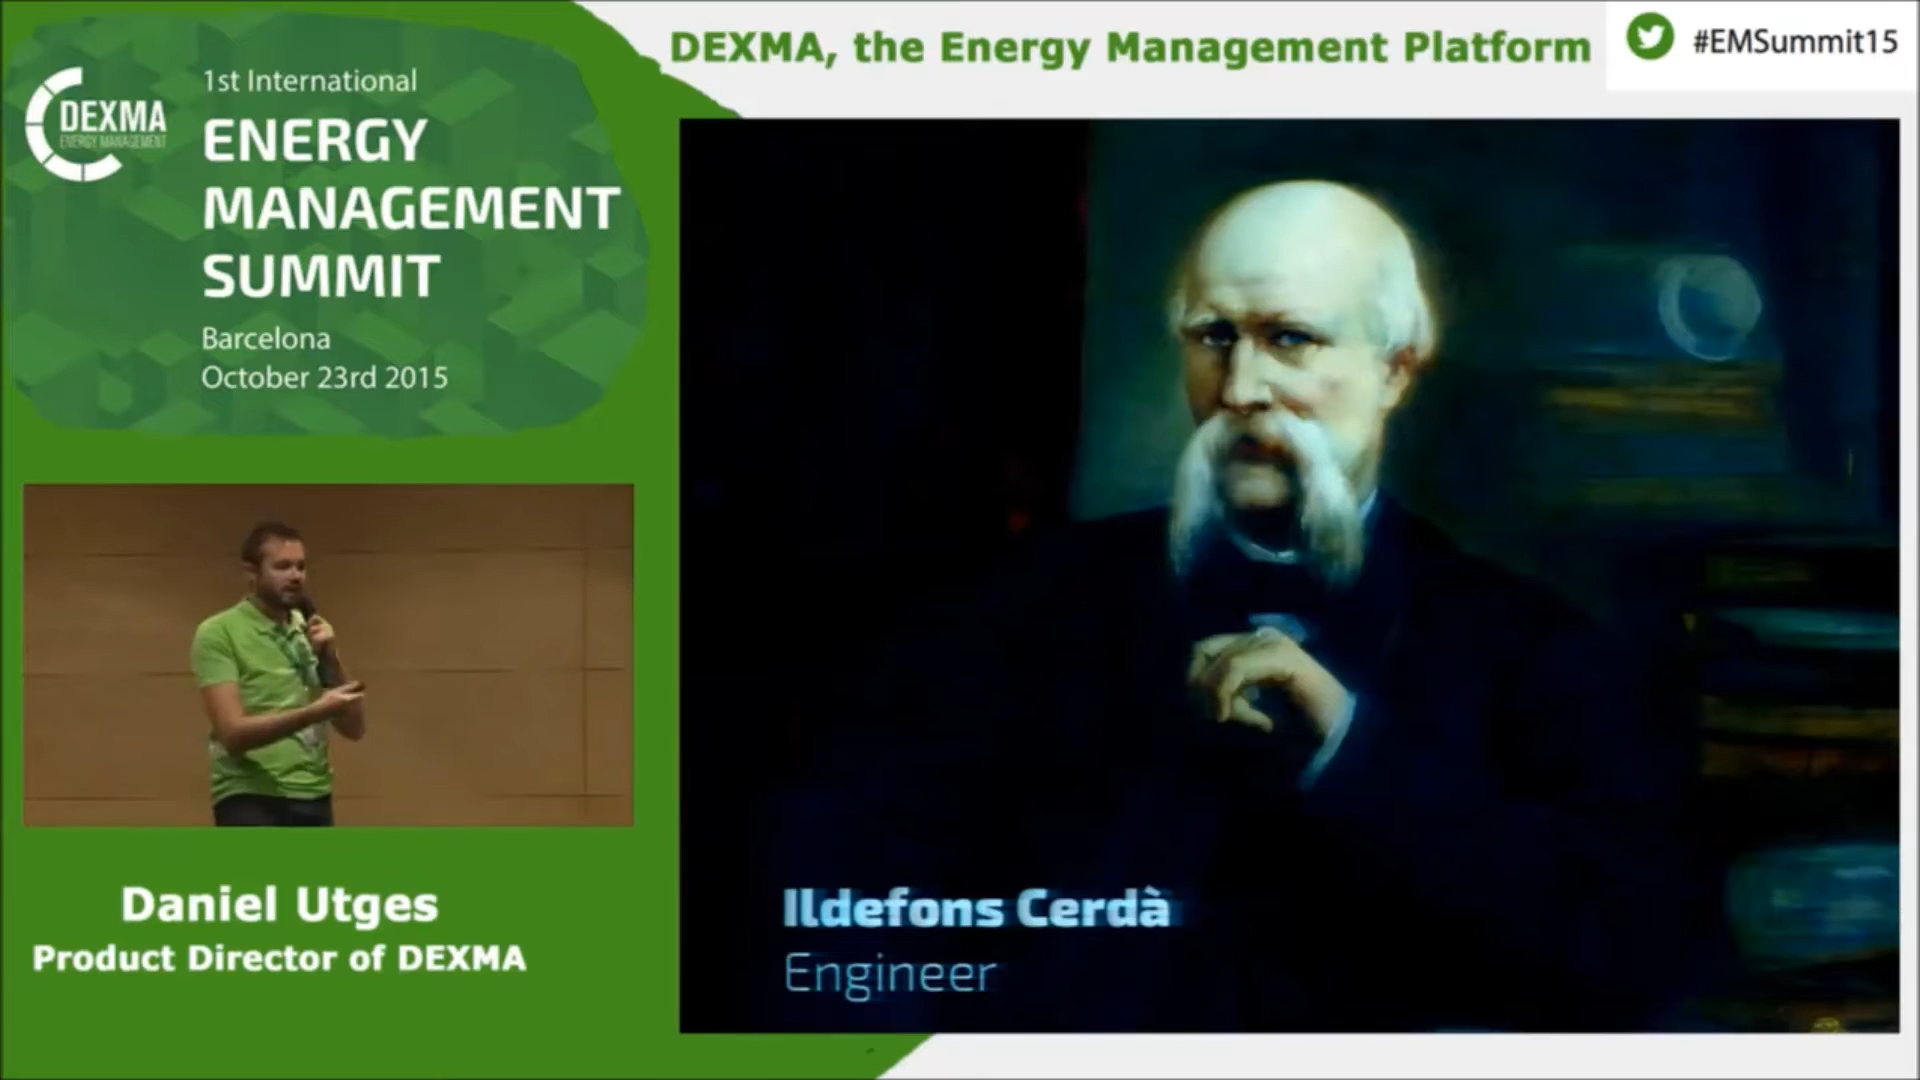 DEXMA
ENERGY MANAGEMENT
1st International
ENERGY
MANAGEMENT
SUMMIT
Barcelona
October 23rd 2015
DEXMA, the Energy Management Platform
#EMSummit15
Ildefons Cerdà
Engineer
Daniel Utges
Product Director of DEXMA